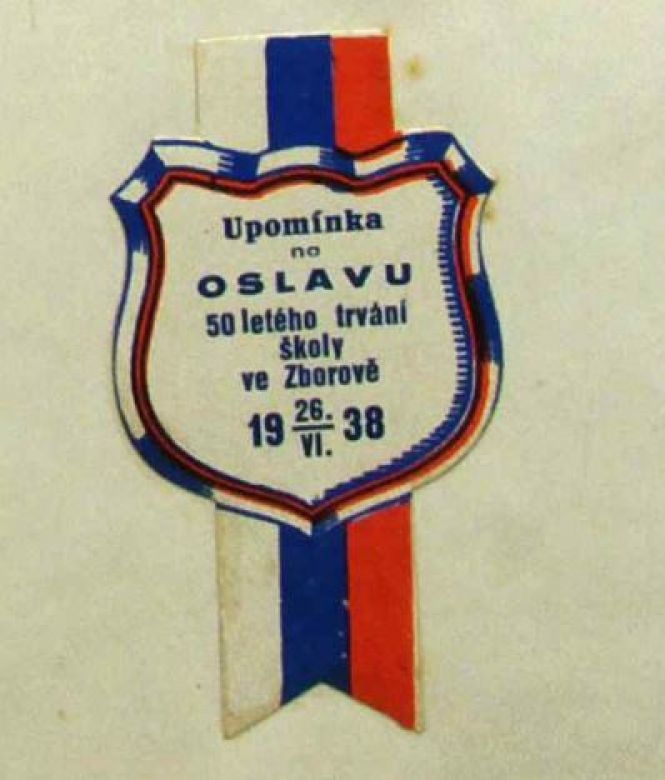 Upomínka
na
OSLAVU
50 letého trvání
školy
ve Zborově
19 26. VI. 38